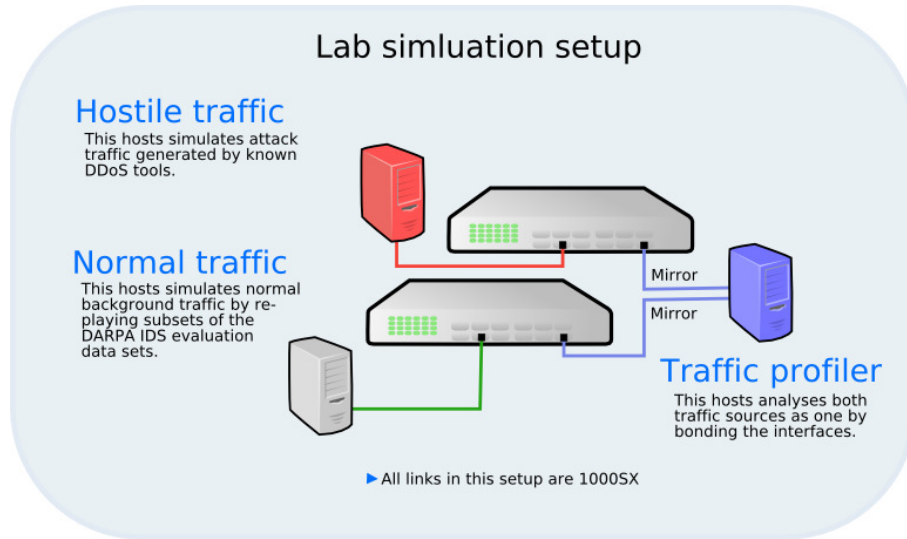 Lab simluation setup
Hostile traffic
This hosts simulates attack
traffic generated by known
DDoS tools.
Normal traffic
This hosts simulates normal
background traffic by re-
playing subsets of the
DARPA IDS evaluation
data sets.
Mirror
Mirror
Traffic profiler
This hosts analyses both
traffic sources as one by
bonding the interfaces.
All links in this setup are 1000SX